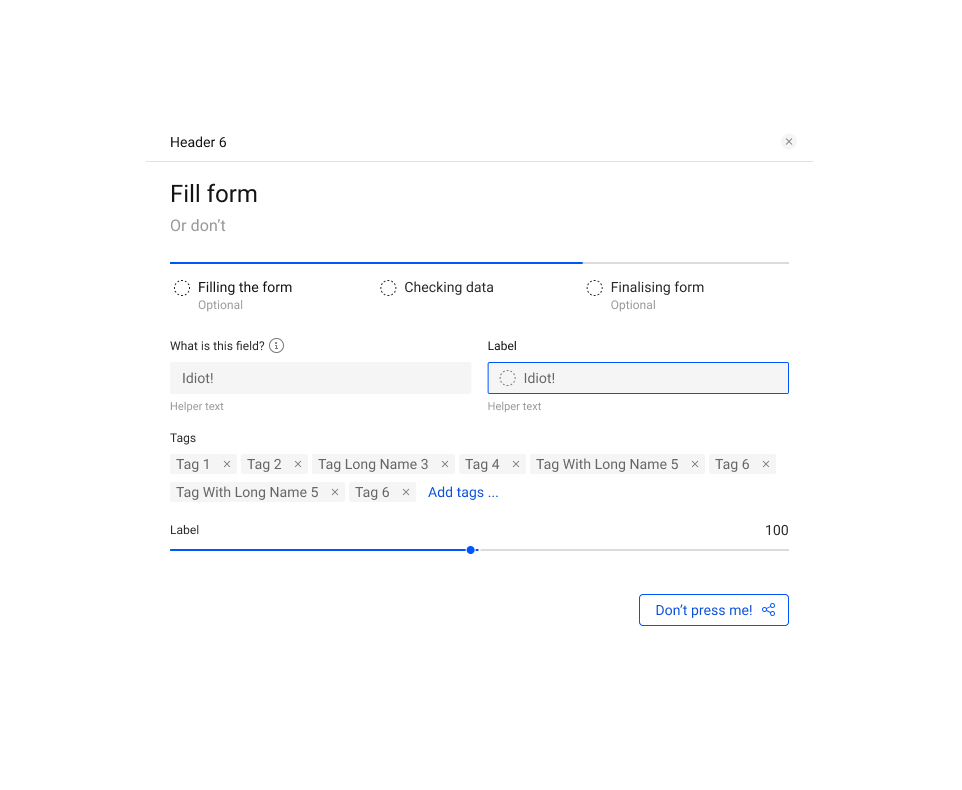 Header 6
Fill form
Or don't
Filling the form Checking data Finalising form
Optional Optional
What is this field? Label
Idiot! Idiot!
Helper text Helper text
Tags
Tag 1 Tag 2 Tag Long Name 3 Tag 4 Tag With Long Name 5 Tag 6
Tag With Long Name 5 Tag 6 Add tags ...
Label 100
Don't press me!